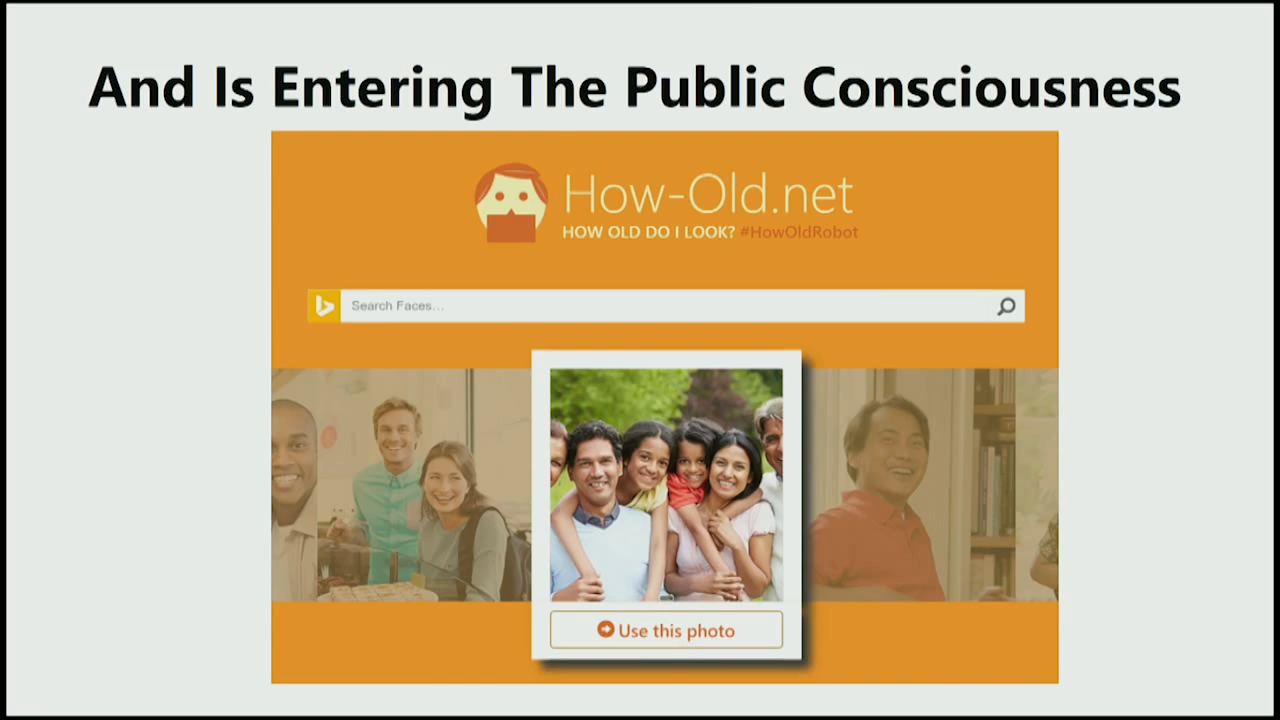 And Is Entering The Public Consciousness
How-Old.net
HOW OLD DO I LOOK? #HowOldRobot
Search Faces...
Use this photo